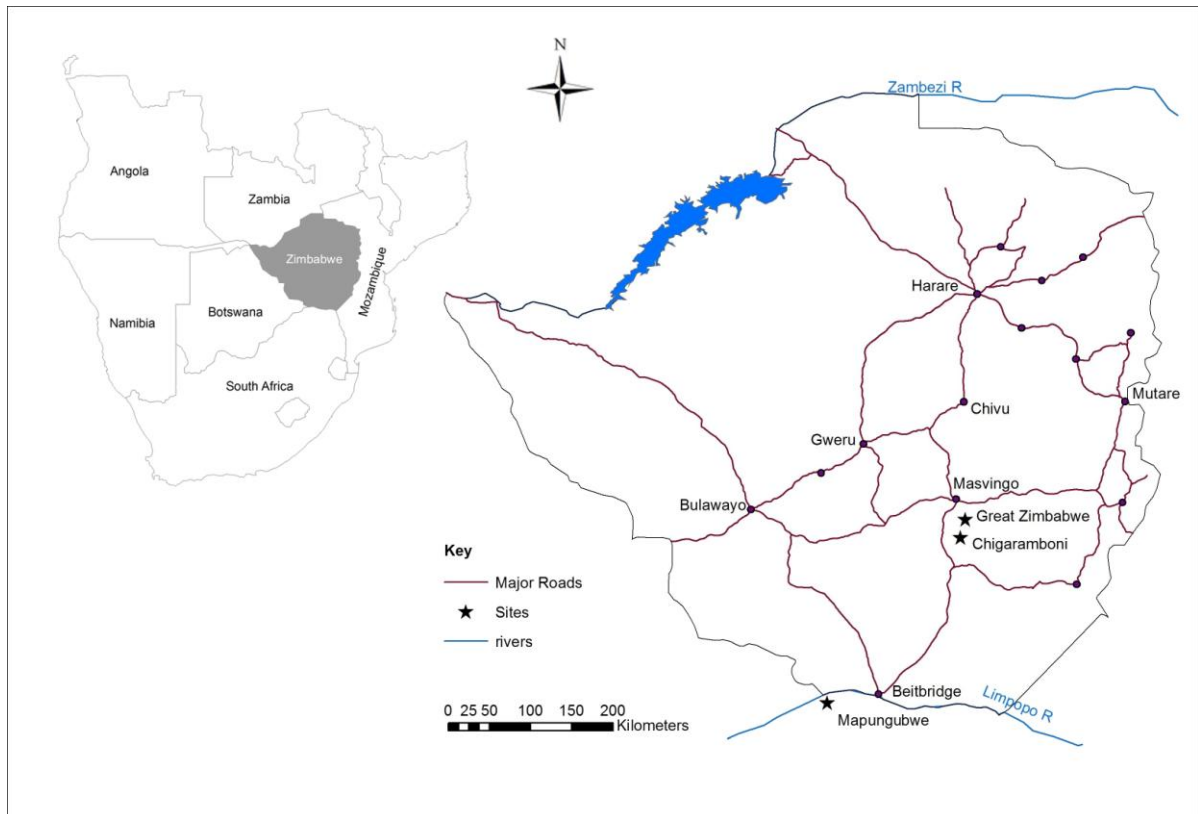 N
Zambezi R
Angola
Zambia
Zimbabwe
Mozambique
Namibia
Botswana
South Africa
Harare
Chivu
Mutare
Gweru
Masvingo
Bulawayo
Great Zimbabwe
Chigaramboni
Key
Major Roads
Sites
rivers
Beitbridge
Limpopo R
Mapungubwe
0 25 50 100 150 200
Kilometers